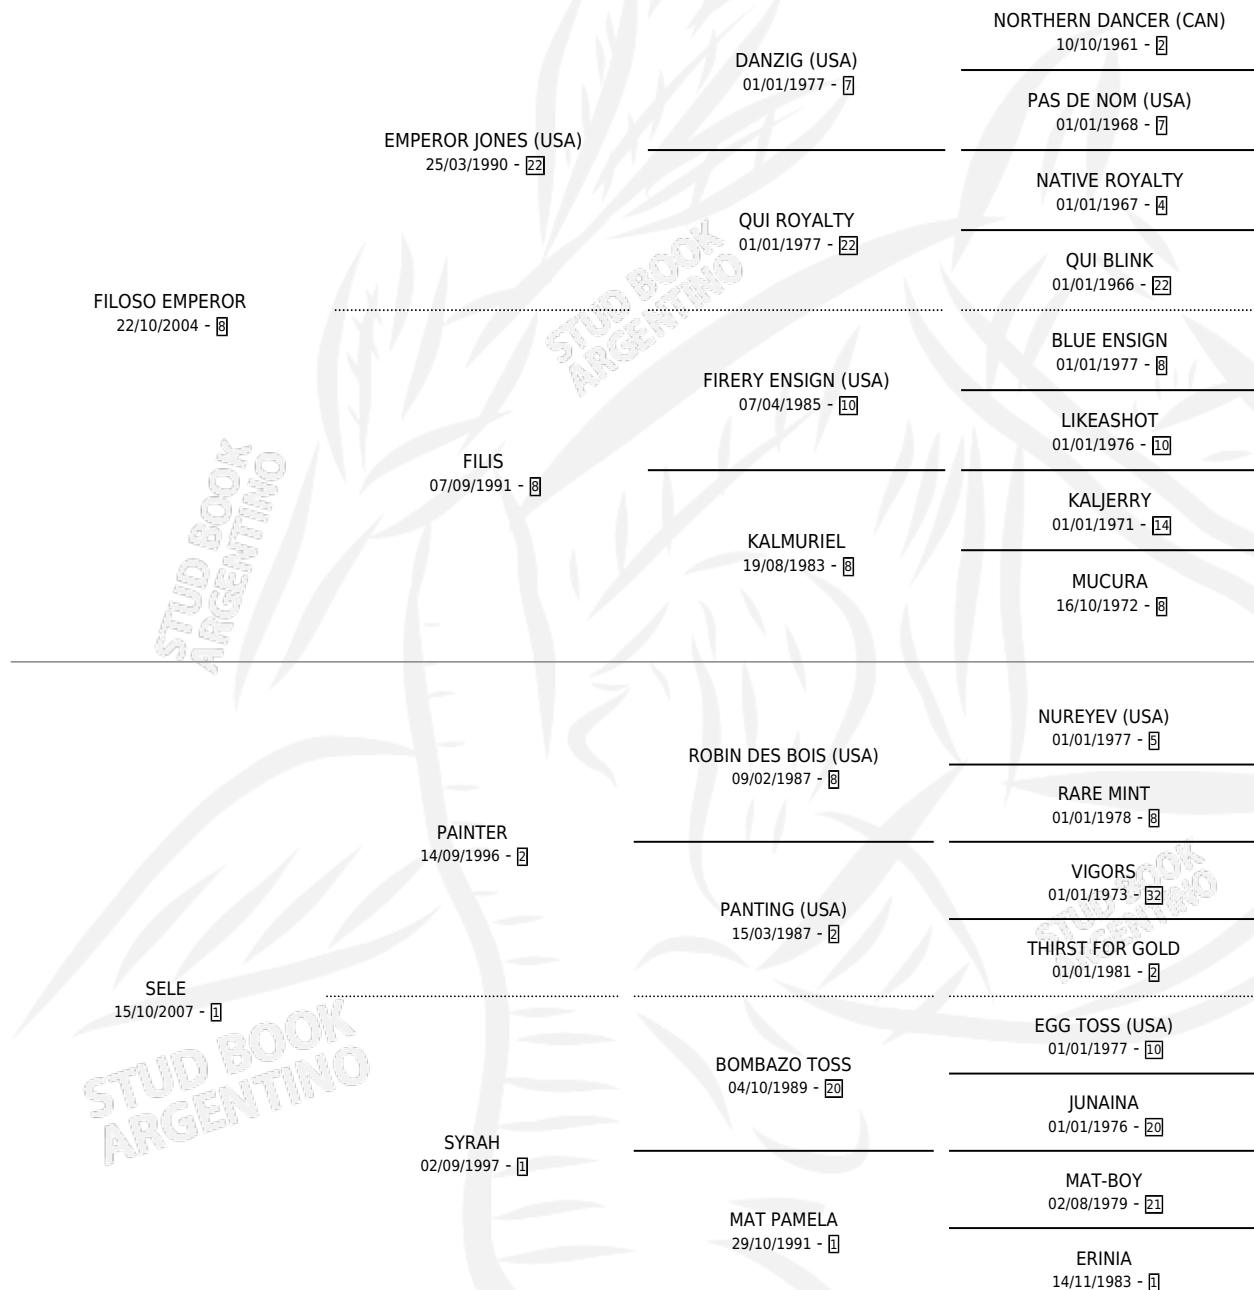 NORTHERN DANCER (CAN)
10/10/1961 - 2
DANZIG (USA)
01/01/1977 - 7
PAS DE NOM (USA)
01/01/1968 - 7
EMPEROR JONES (USA)
25/03/1990 - 22
NATIVE ROYALTY
01/01/1967 - 4
QUI ROYALTY
01/01/1977 - 22
QUI BLINK
01/01/1966 - 22
FILOSO EMPEROR
22/10/2004 - 8
BLUE ENSIGN
01/01/1977 - 8
FIRERY ENSIGN (USA)
07/04/1985 - 10
LIKEASHOT
01/01/1976 - 10
FILIS
07/09/1991 - 8
KALJERRY
01/01/1971 - 14
KALMURIEL
19/08/1983 - 8
MUCURA
16/10/1972 - 8
NUREYEV (USA)
01/01/1977 - 5
ROBIN DES BOIS (USA)
09/02/1987 - 8
RARE MINT
01/01/1978 - 8
PAINTER
14/09/1996 - 2
VIGORS
01/01/1973 - 32
PANTING (USA)
15/03/1987 - 2
THIRST FOR GOLD
01/01/1981 - 2
SELE
15/10/2007 - 1
EGG TOSS (USA)
01/01/1977 - 10
BOMBAZO TOSS
04/10/1989 - 20
JUNAINA
01/01/1976 - 20
SYRAH
02/09/1997 - 1
MAT-BOY
02/08/1979 - 21
MAT PAMELA
29/10/1991 - 1
ERINIA
14/11/1983 - 1
STUD BOOK
ARGENTINO
STUD BOOK
ARGENTINO
STUD BOOK
ARGENTINO
STUD BOOK
ARGENTINO